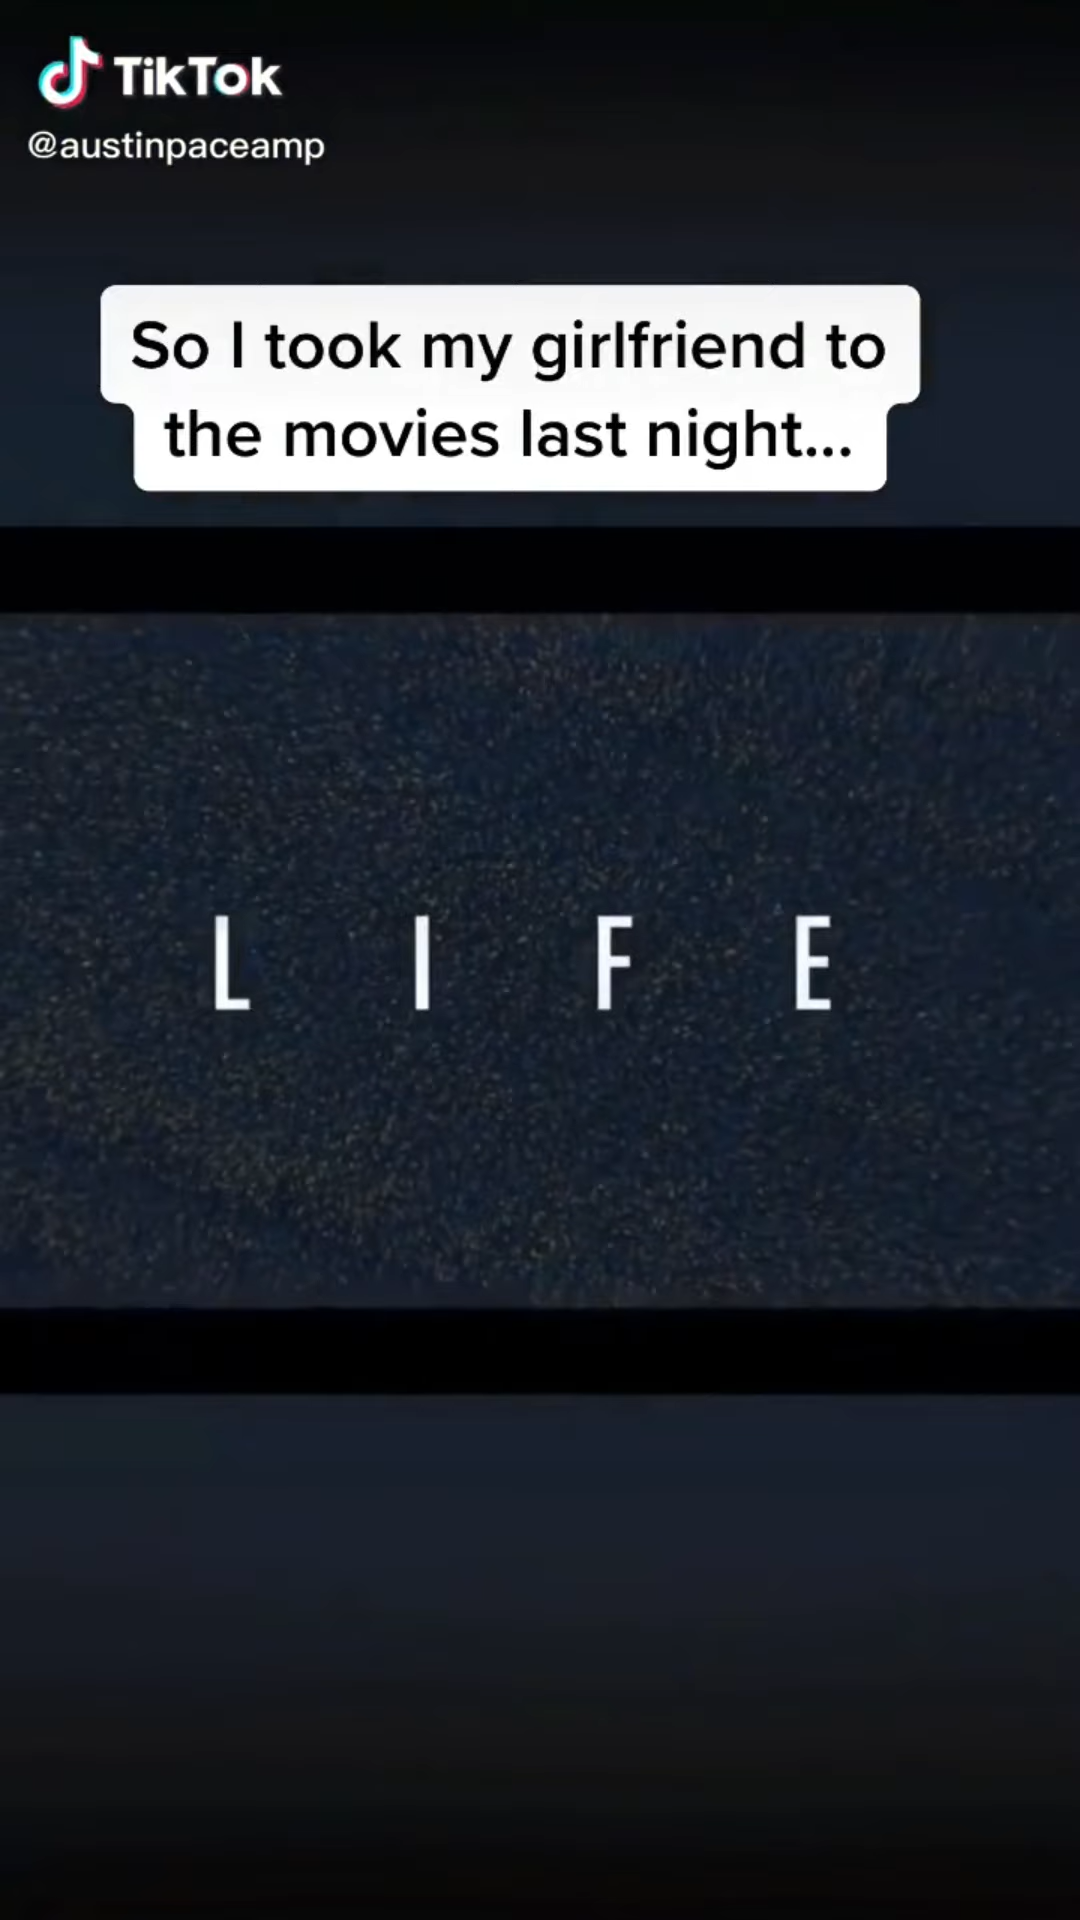 TikTok
@austinpaceamp
So I took my girlfriend to
the movies last night...
L I F E